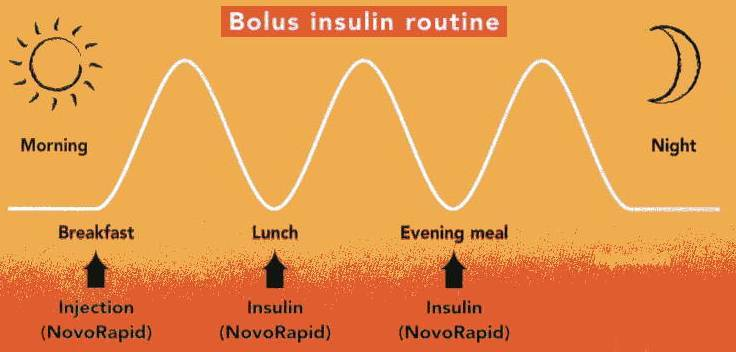 Bolus insulin routine
Morning
Night
Breakfast
Lunch
Evening meal
Injection
(NovoRapid)
Insulin
(NovoRapid)
Insulin
(NovoRapid)